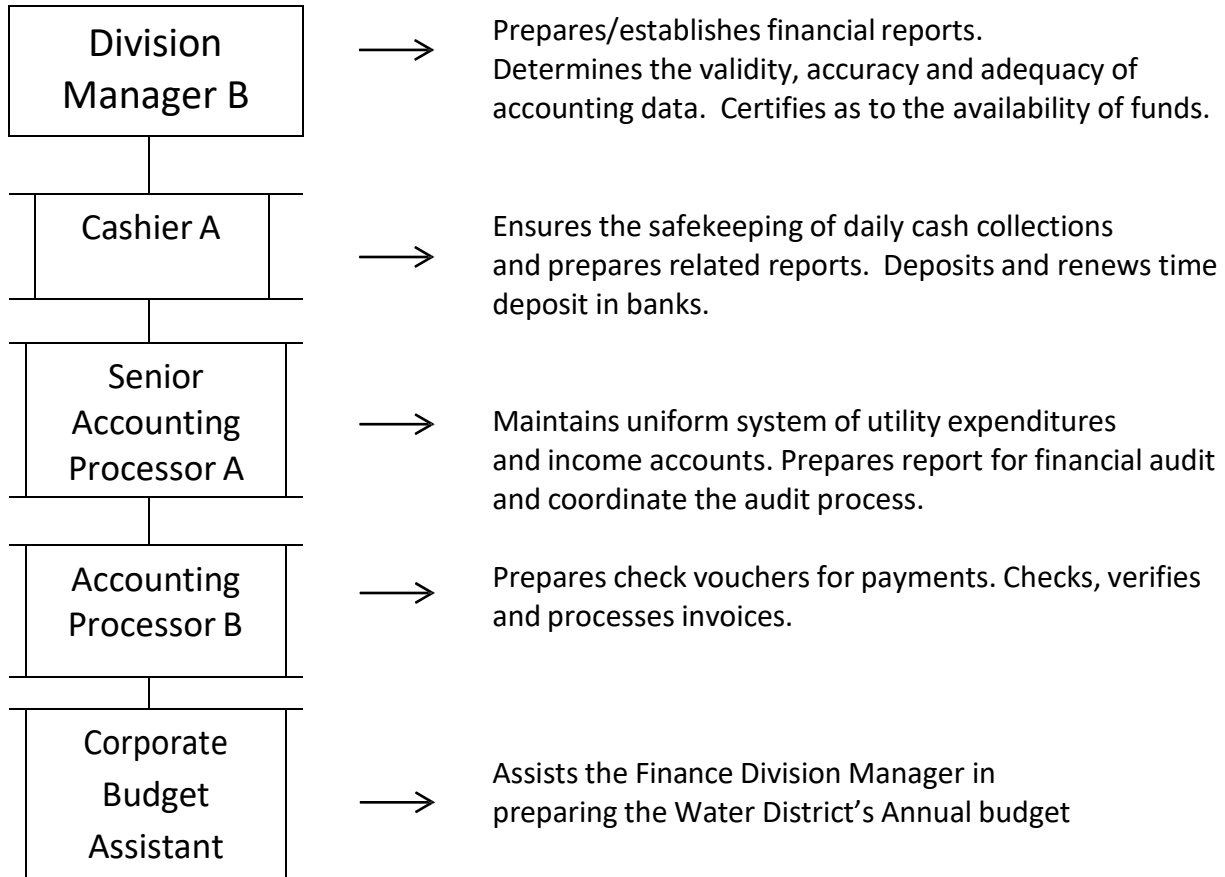 Division
Manager B
Prepares/establishes financial reports.
Determines the validity, accuracy and adequacy of
accounting data.  Certifies as to the availability of funds.
Cashier A
Ensures the safekeeping of daily cash collections
and prepares related reports.  Deposits and renews time
deposit in banks.
Senior
Accounting
Processor A
Maintains uniform system of utility expenditures
and income accounts. Prepares report for financial audit
and coordinate the audit process.
Accounting
Processor B
Prepares check vouchers for payments. Checks, verifies
and processes invoices.
Corporate
Budget
Assistant
Assists the Finance Division Manager in
preparing the Water District’s Annual budget